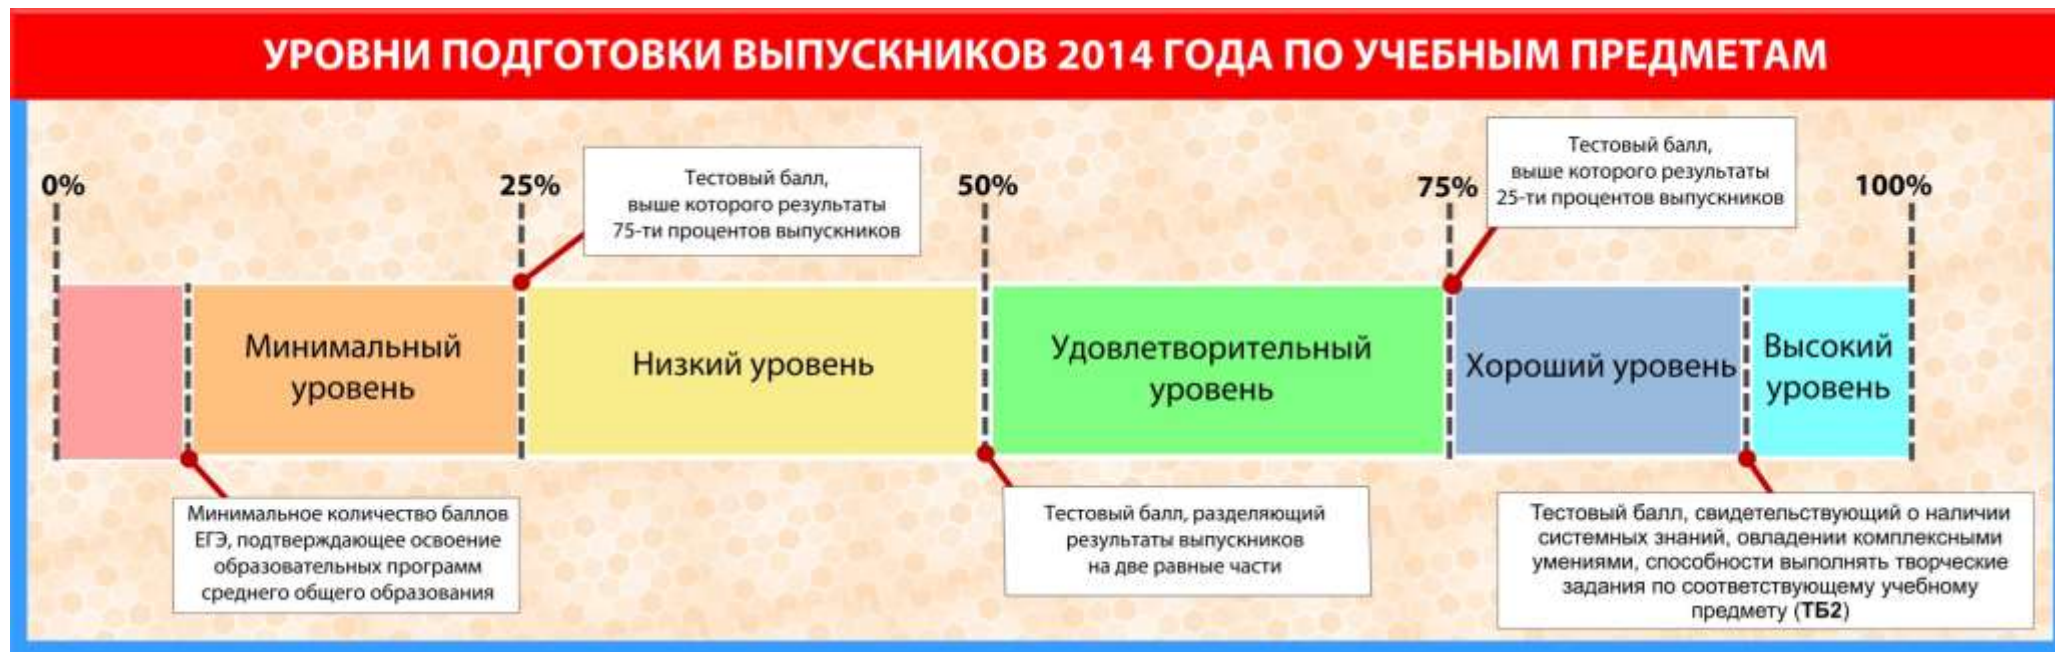 УРОВНИ ПОДГОТОВКИ ВЫПУСКНИКОВ 2014 ГОДА ПО УЧЕБНЫМ ПРЕДМЕТАМ
0%
25%
Тестовый балл,
выше которого результаты
75-ти процентов выпускников
50%
75%
Тестовый балл,
выше которого результаты
25-ти процентов выпускников
100%
Минимальный
уровень
Низкий уровень
Удовлетворительный
уровень
Хороший уровень
Высокий
уровень
Минимальное количество баллов
ЕГЭ, подтверждающее освоение
образовательных программ
среднего общего образования
Тестовый балл, разделяющий
результаты выпускников
на две равные части
Тестовый балл, свидетельствующий о наличии
системных знаний, овладении комплексными
умениями, способности выполнять творческие
задания по соответствующему учебному
предмету (ТБ2)